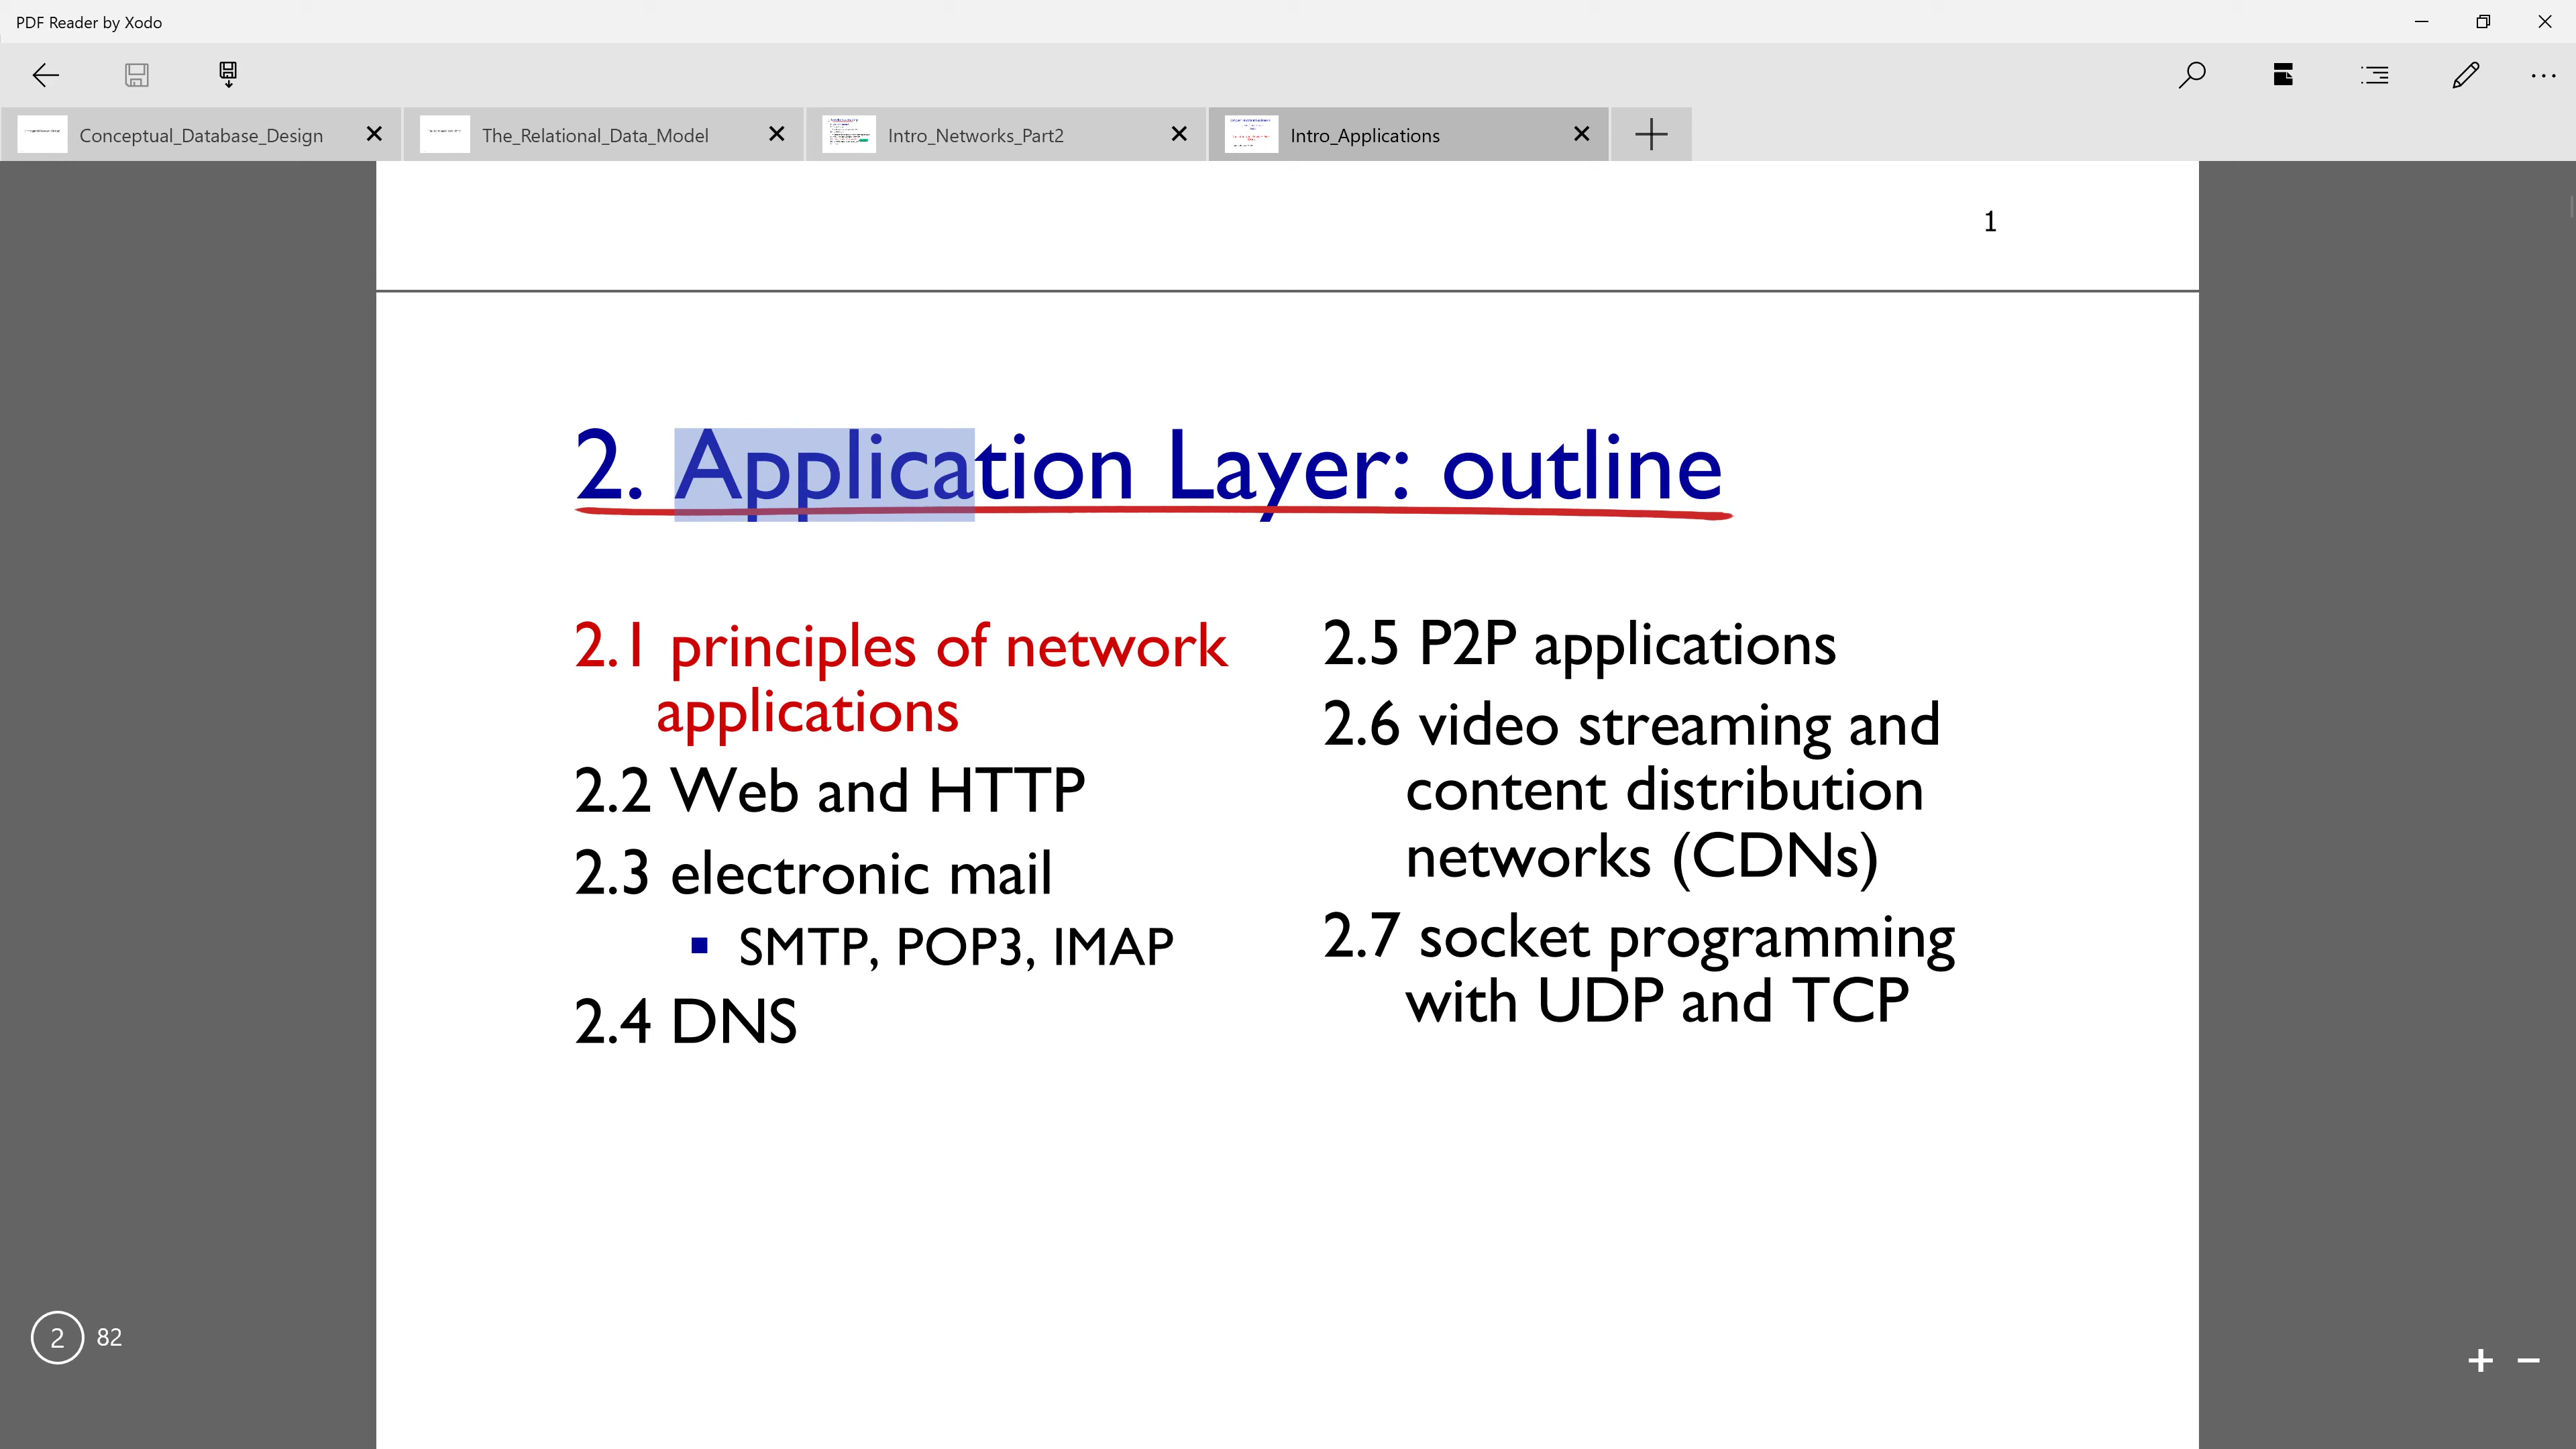 PDF Reader by Xodo
Conceptual_Database_Design
The_Relational_Data_Model
Intro_Networks_Part2
Intro_Applications
1
2. Application Layer: outline
2.1 principles of network
applications
2.2 Web and HTTP
2.3 electronic mail
▪ SMTP, POP3, IMAP
2.4 DNS
2.5 P2P applications
2.6 video streaming and
content distribution
networks (CDNs)
2.7 socket programming
with UDP and TCP
2 82